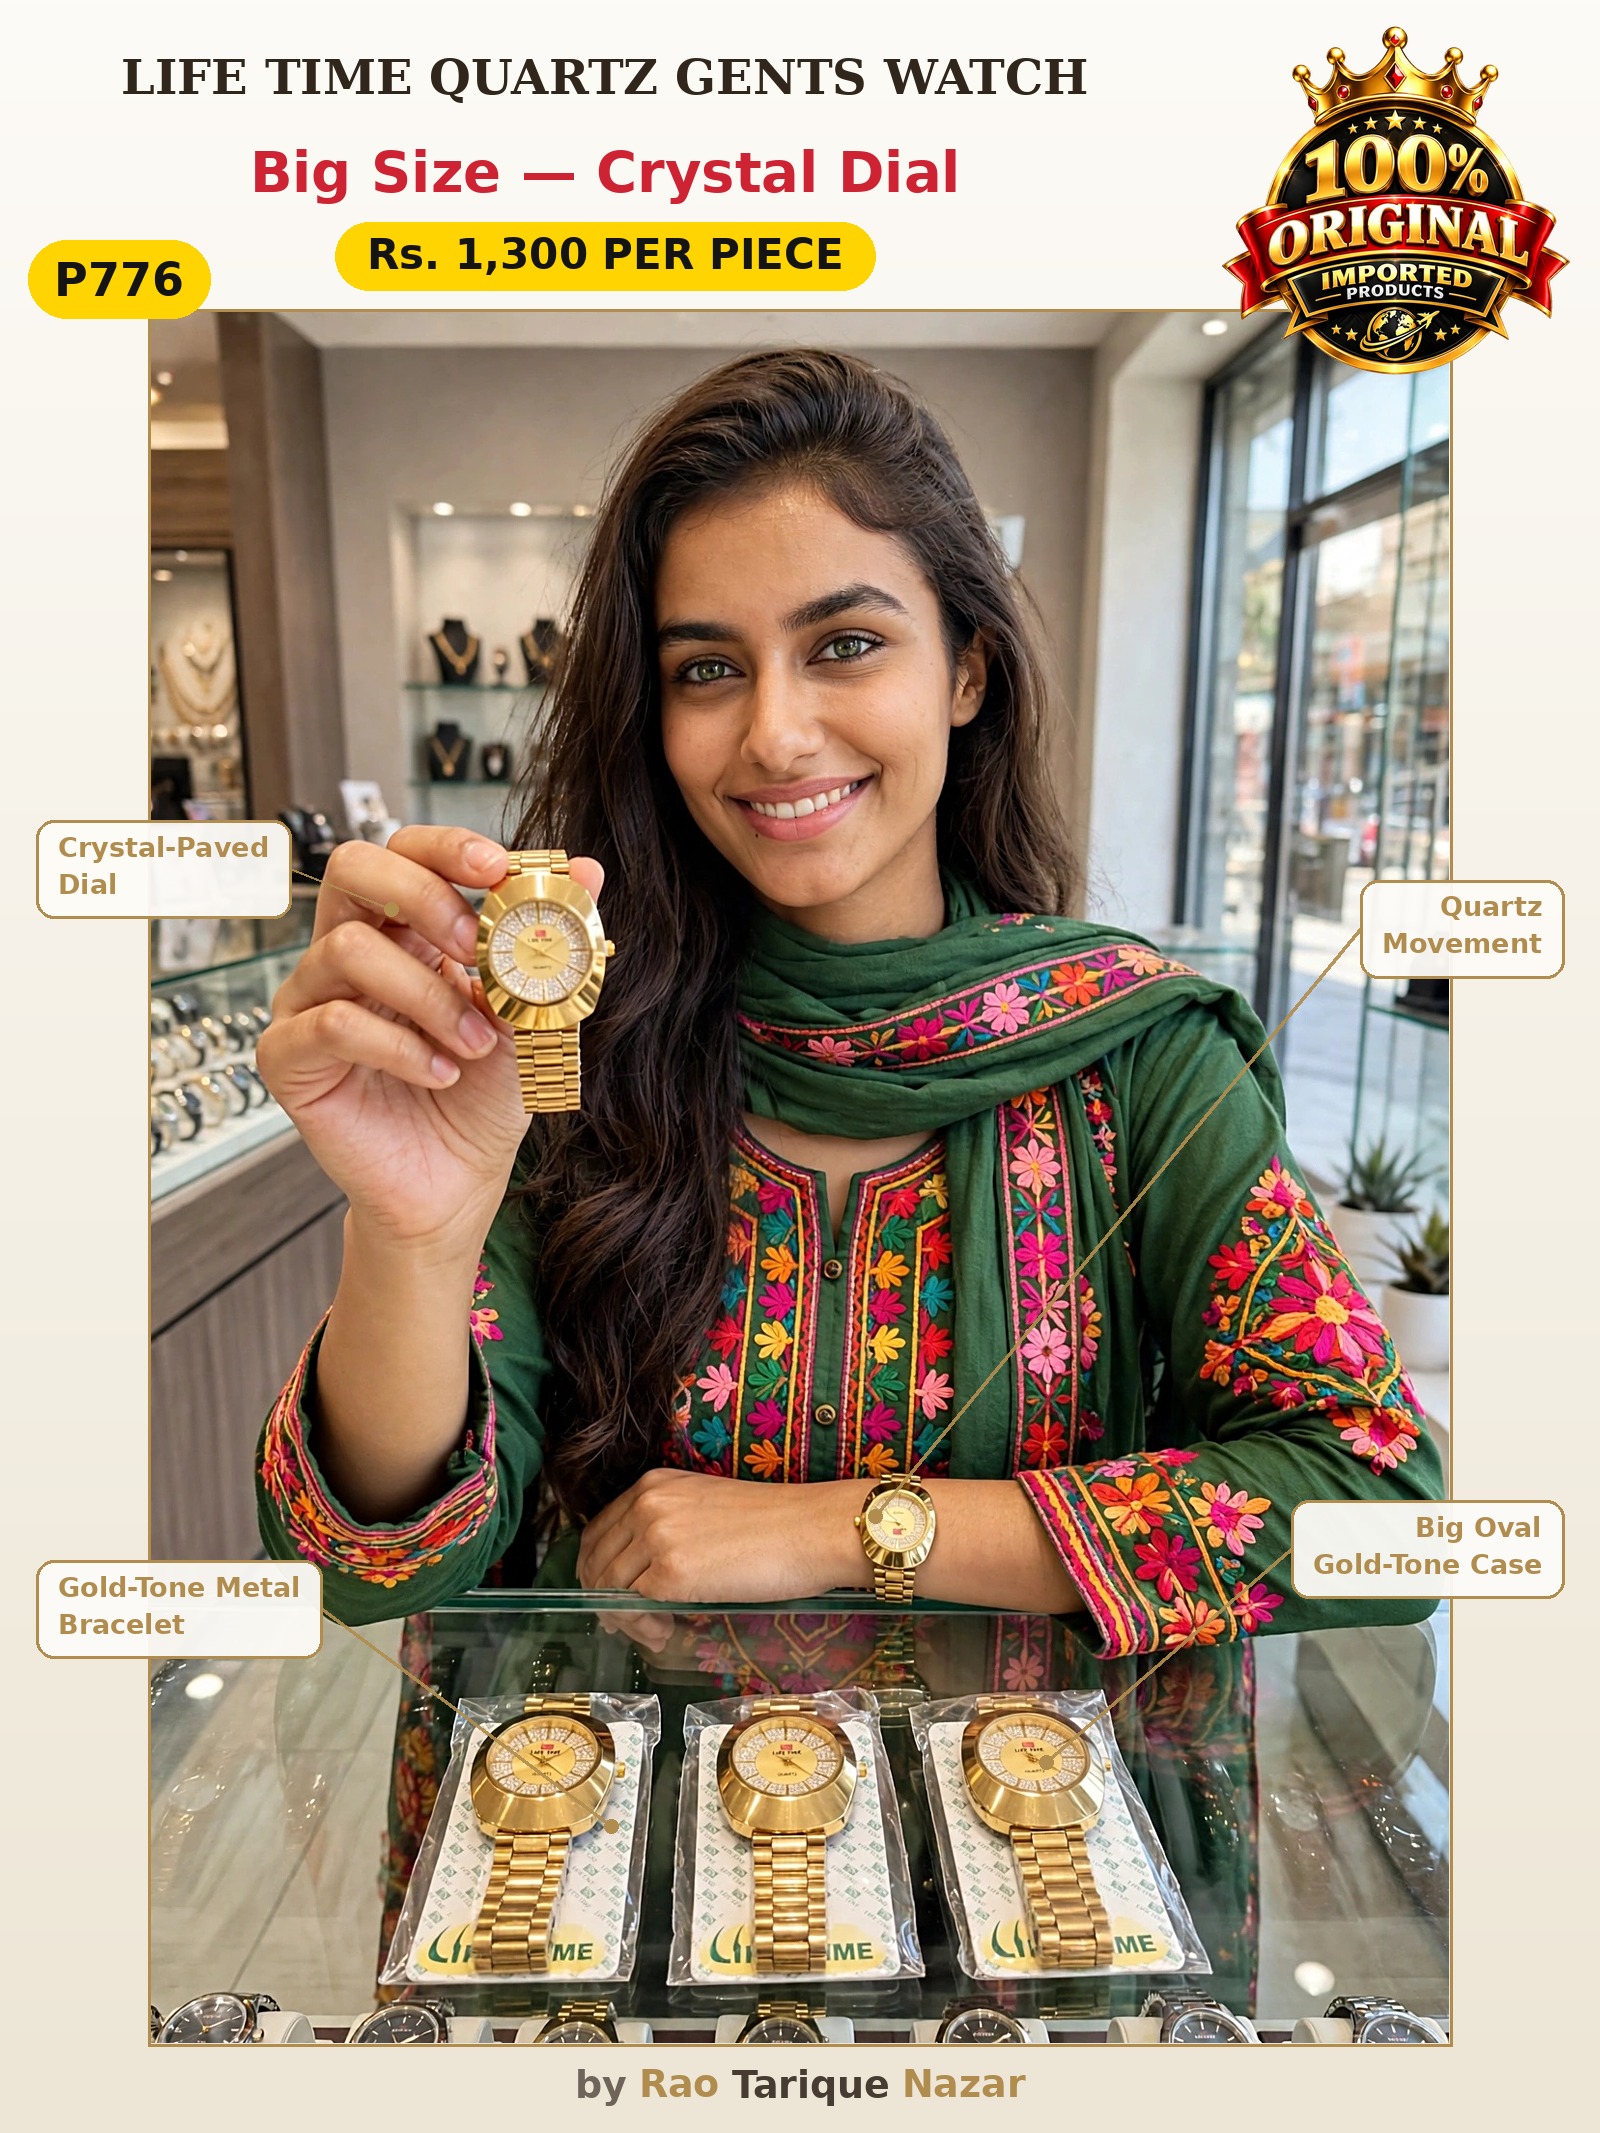 LIFE TIME QUARTZ GENTS WATCH
Big Size — Crystal Dial
Rs. 1,300 PER PIECE
P776
100%
ORIGINAL
IMPORTED
PRODUCTS
Crystal-Paved
Dial
Quartz
Movement
Big Oval
Gold-Tone Case
Gold-Tone Metal
Bracelet
by Rao Tarique Nazar